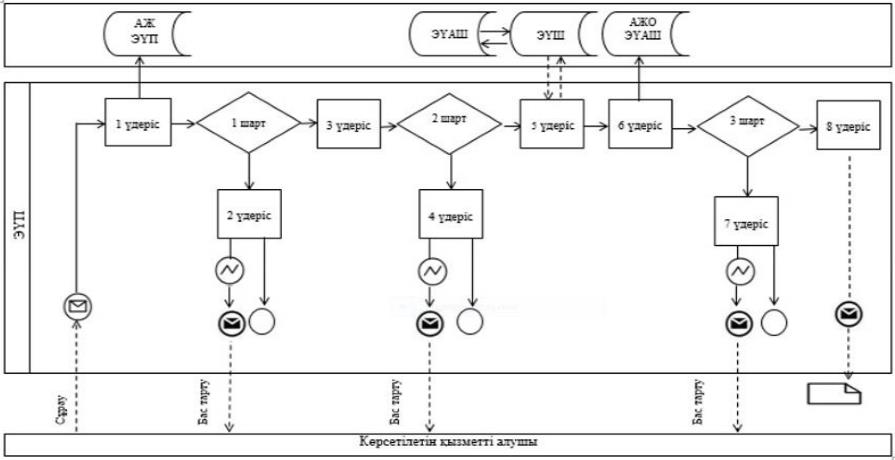 АЖ
ЭҮП
ЭҮАШ
ЭҮШ
АЖО
ЭҮАШ
ЭҮП
1 үдеріс
1 шарт
3 үдеріс
2 шарт
5 үдеріс
6 үдеріс
3 шарт
8 үдеріс
2 үдеріс
4 үдеріс
7 үдеріс
Сұрау
Бас тарту
Бас тарту
Бас тарту
Көрсетілетін қызметті алушы